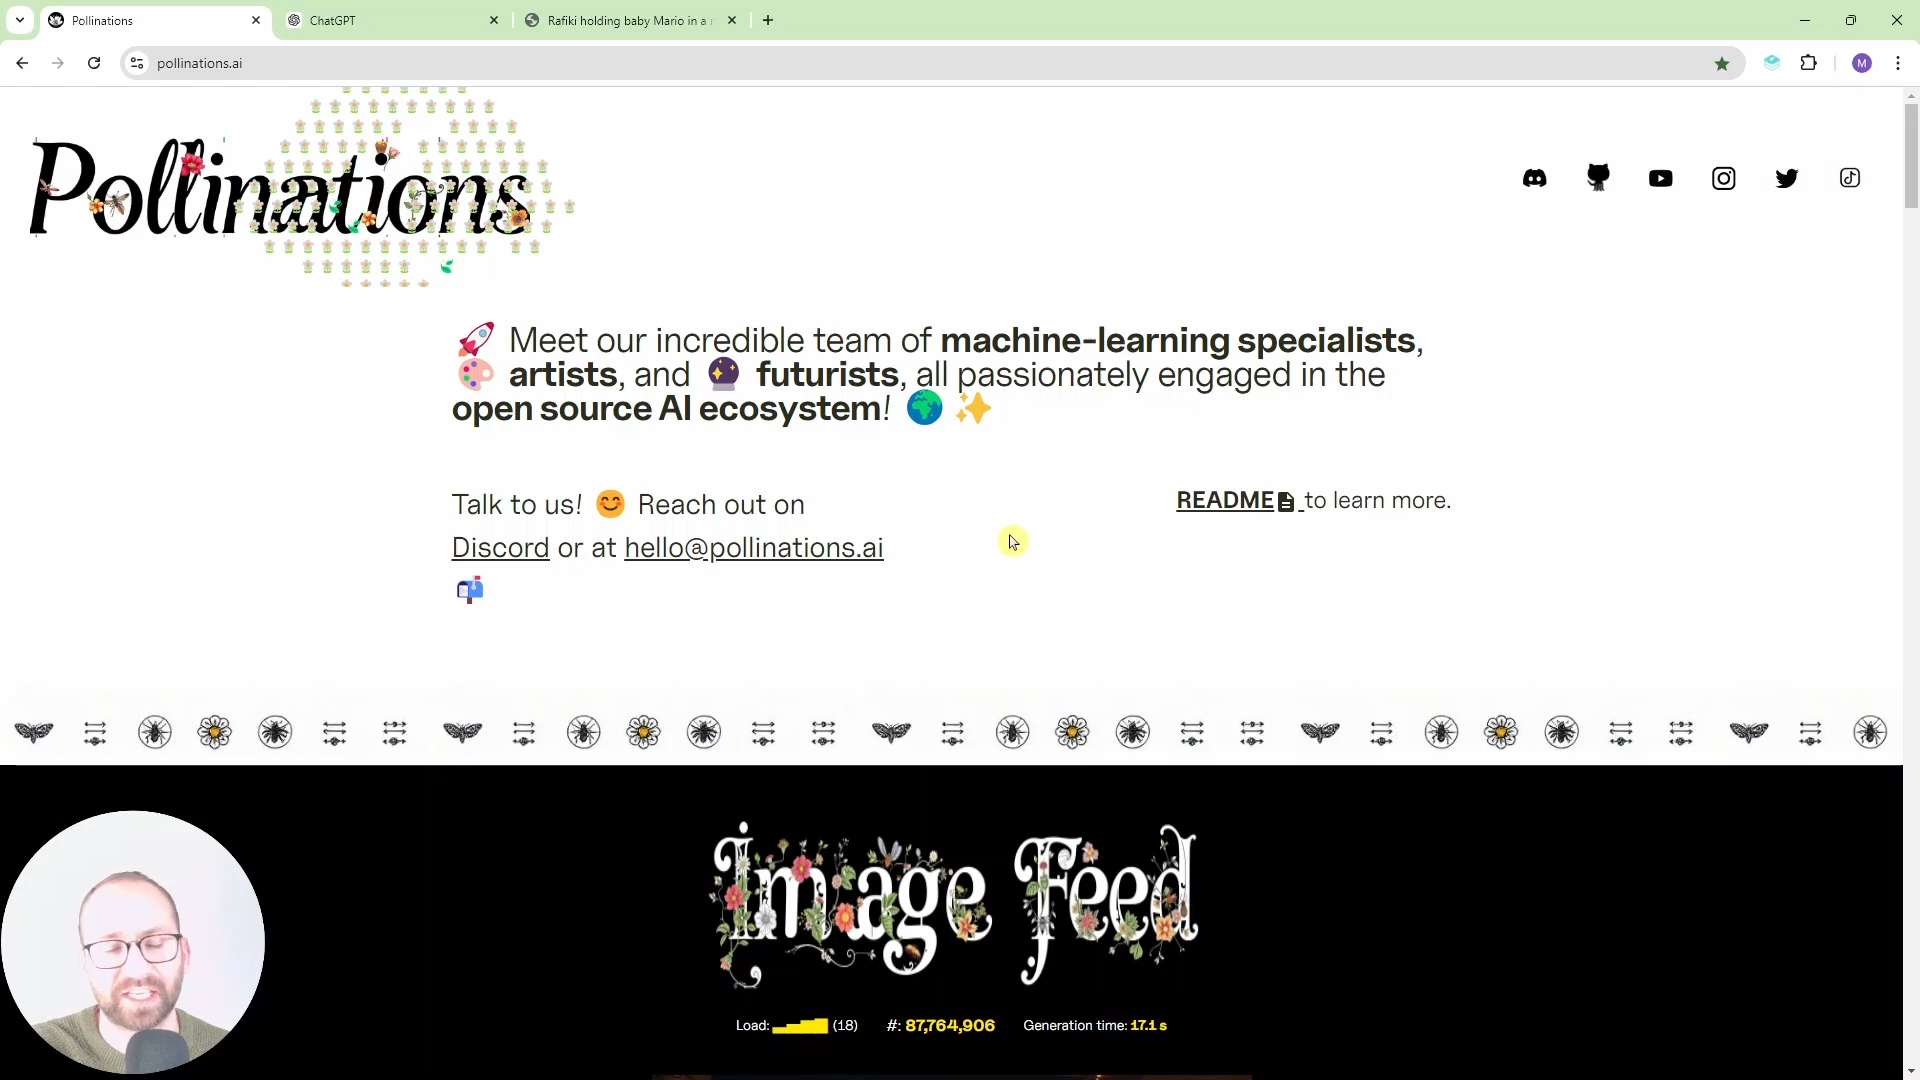 Pollinations
ChatGPT
Rafiki holding baby Mario in a
pollinations.ai
M
Pollinations
🚀 Meet our incredible team of machine-learning specialists,
🎨 artists, and 🔮 futurists, all passionately engaged in the
open source AI ecosystem! 🌍 ✨
Talk to us! 😊 Reach out on
Discord or at hello@pollinations.ai
📬
README to learn more.
Image Feed
Load: (18) #: 87,764,906 Generation time: 17.1 s